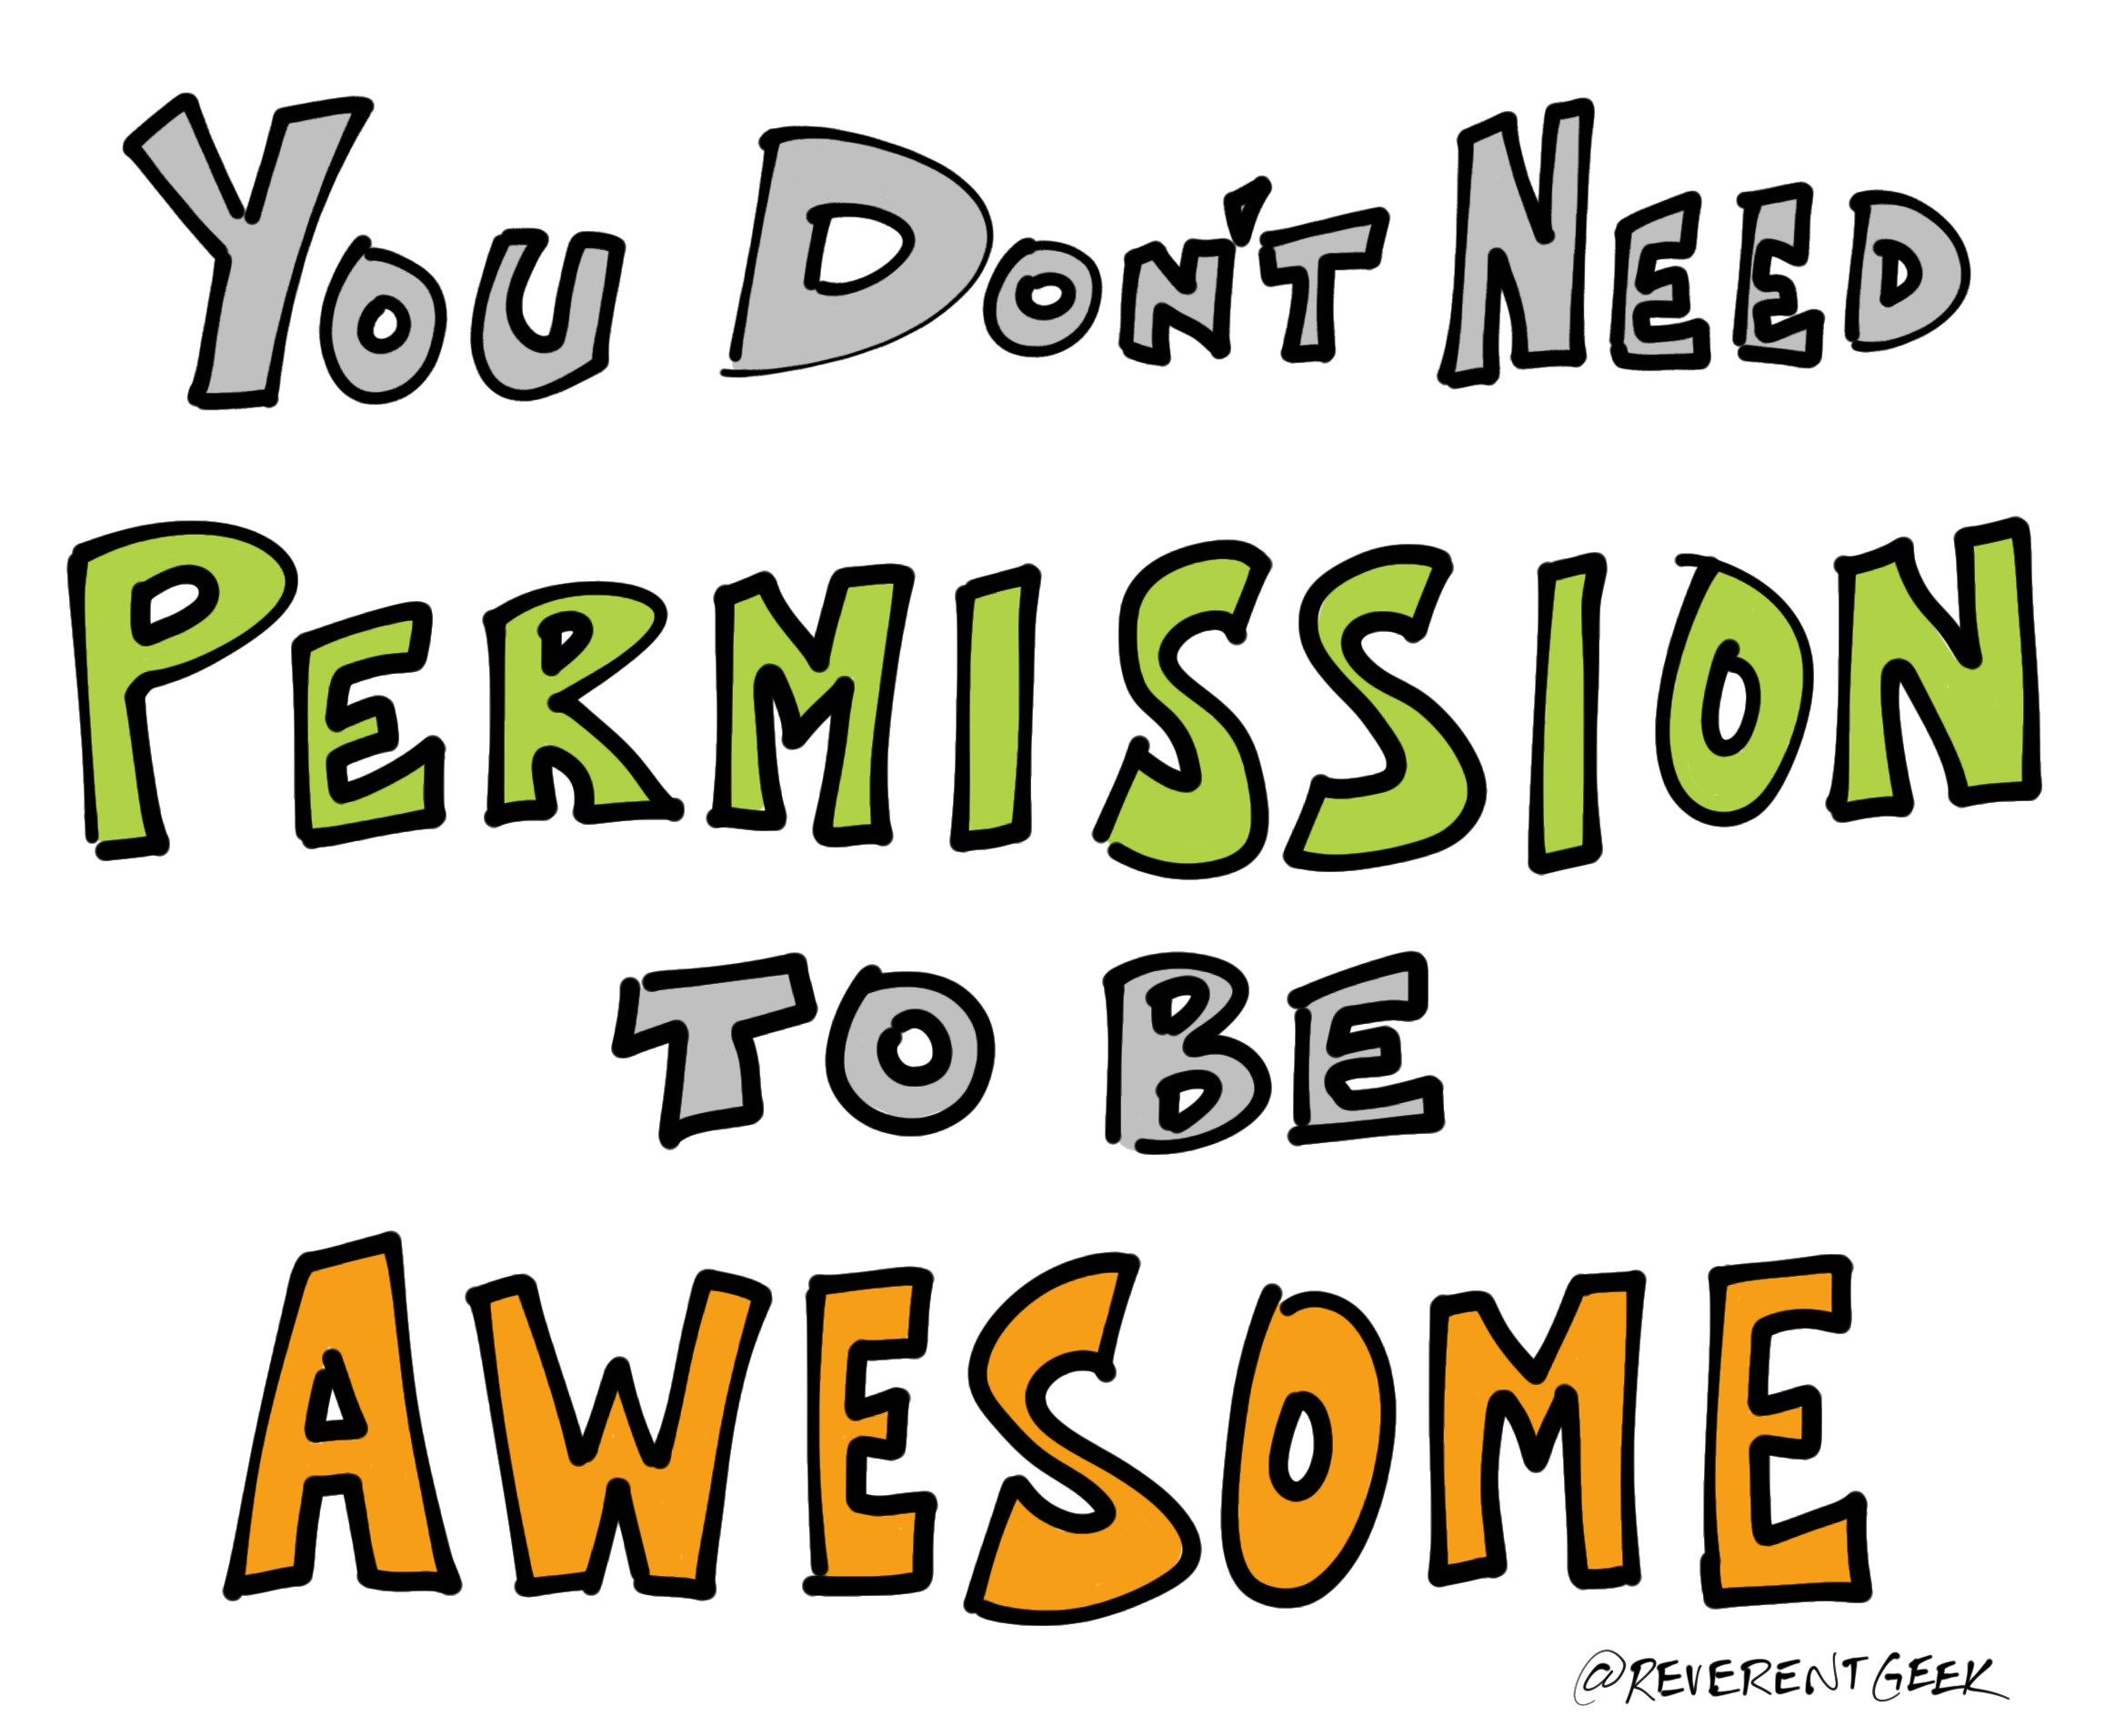 You Don't Need
Permission
To Be
Awesome
@ReverentGeek